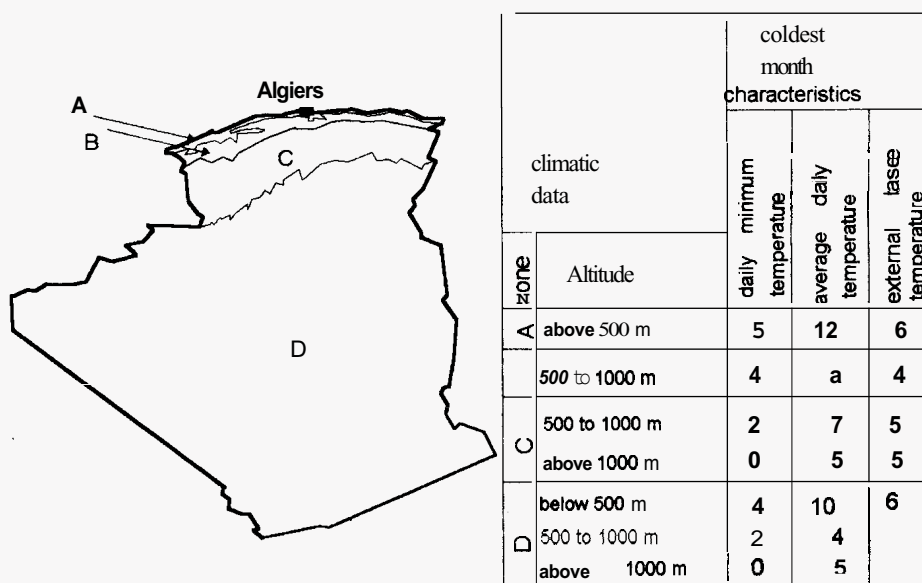 Algiers
A
B
C
D
coldest
month
characteristics
climatic
data
daily minimum
temperature
average daily
temperature
external tasee
temperature
zone
Altitude
A above 500 m 5 12 6
500 to 1000 m 4 a 4
C
500 to 1000 m 2 7 5
above 1000 m 0 5 5
D
below 500 m 4 10 6
500 to 1000 m 2 4
above 1000 m 0 5